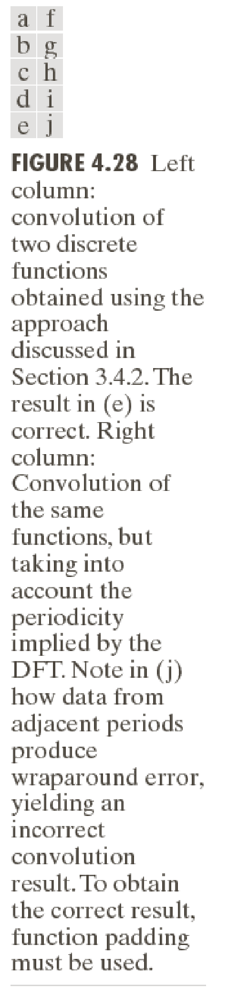 a f
b g
c h
d i
e j
FIGURE 4.28 Left
column:
convolution of
two discrete
functions
obtained using the
approach
discussed in
Section 3.4.2. The
result in (e) is
correct. Right
column:
Convolution of
the same
functions, but
taking into
account the
periodicity
implied by the
DFT. Note in (j)
how data from
adjacent periods
produce
wraparound error,
yielding an
incorrect
convolution
result. To obtain
the correct result,
function padding
must be used.